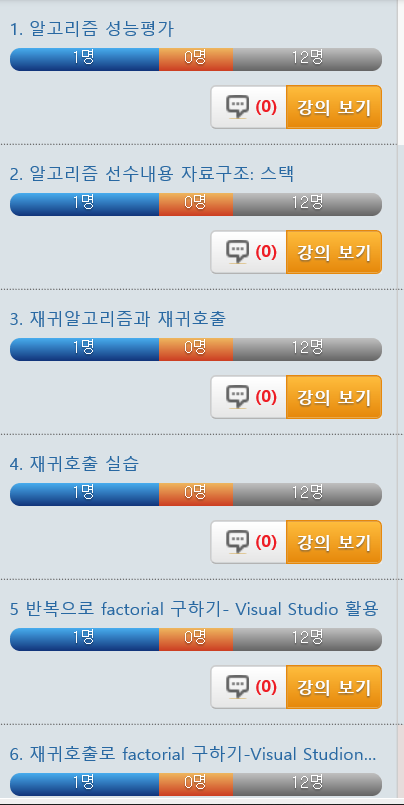 1. 알고리즘 성능평가
1명 0명 12명
(0) 강의 보기
2. 알고리즘 선수내용 자료구조: 스택
1명 0명 12명
(0) 강의 보기
3. 재귀알고리즘과 재귀호출
1명 0명 12명
(0) 강의 보기
4. 재귀호출 실습
1명 0명 12명
(0) 강의 보기
5 반복으로 factorial 구하기- Visual Studio 활용
1명 0명 12명
(0) 강의 보기
6. 재귀호출로 factorial 구하기-Visual Studion...
1명 0명 12명